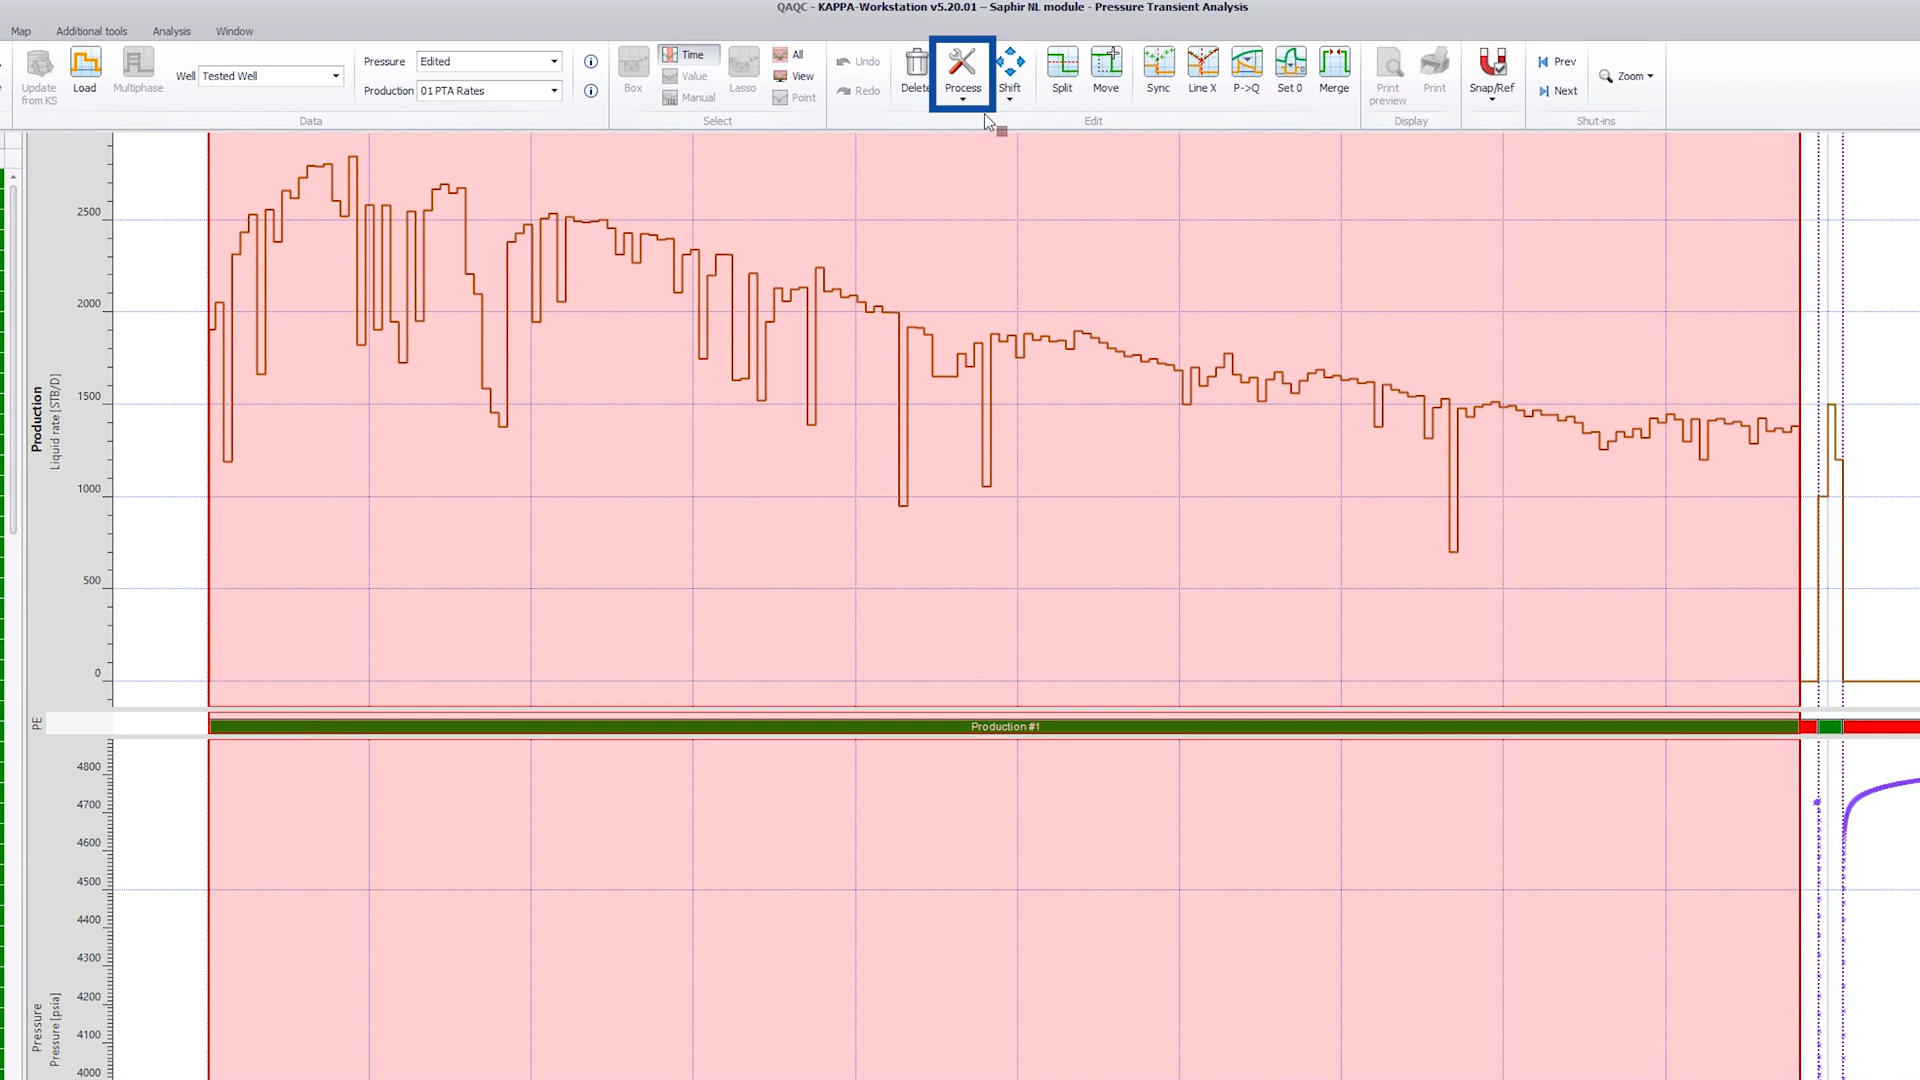 QAQC - KAPPA-Workstation v5.20.01 – Saphir NL module - Pressure Transient Analysis
Map Additional tools Analysis Window
Update from KS
Load
Multiphase
Well Tested Well
Pressure Edited
Production 01 PTA Rates
Data
Box
Time
Value
Manual
Lasso
All
View
Point
Select
Undo
Redo
Delete
Process
Shift
Split
Move
Sync
Line X
P->Q
Set 0
Merge
Edit
Print preview
Print
Display
Snap/Ref
Prev
Next
Zoom
Shut-ins
Production
Liquid rate [STB/D]
2500
2000
1500
1000
500
0
PE
Production #1
Pressure
Pressure [psia]
4800
4700
4600
4500
4400
4300
4200
4100
4000